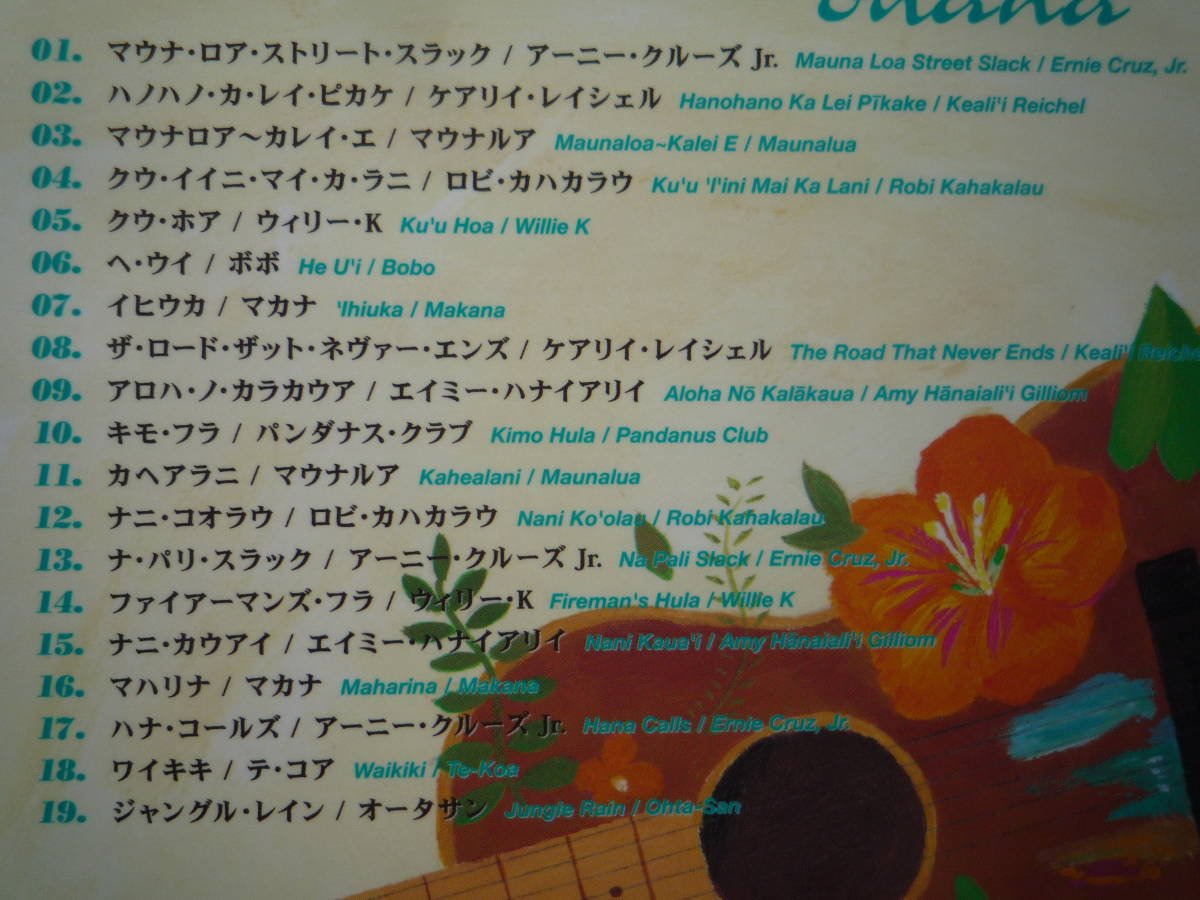 ohana
01. マウナ・ロア・ストリート・スラック / アーニー・クルーズ Jr. Mauna Loa Street Slack / Ernie Cruz, Jr.
02. ハノハノ・カ・レイ・ピカケ / ケアリイ・レイシェル Hanohano Ka Lei Pīkake / Keali'i Reichel
03. マウナロア〜カレイ・エ / マウナルア Maunaloa~Kalei E / Maunalua
04. クウ・イイニ・マイ・カ・ラニ / ロビ・カハカラウ Ku'u 'I'ini Mai Ka Lani / Robi Kahakalau
05. クウ・ホア / ウィリー・K Ku'u Hoa / Willie K
06. ヘ・ウイ / ボボ He U'i / Bobo
07. イヒウカ / マカナ 'Ihiuka / Makana
08. ザ・ロード・ザット・ネヴァー・エンズ / ケアリイ・レイシェル The Road That Never Ends / Keali'i Reiche
09. アロハ・ノ・カラカウア / エイミー・ハナイアリイ Aloha Nō Kalākaua / Amy Hānaiali'i Gilliom
10. キモ・フラ / パンダナス・クラブ Kimo Hula / Pandanus Club
11. カヘアラニ / マウナルア Kahealani / Maunalua
12. ナニ・コオラウ / ロビ・カハカラウ Nani Ko'olau / Robi Kahakalau
13. ナ・パリ・スラック / アーニー・クルーズ Jr. Na Pali Slack / Ernie Cruz, Jr.
14. ファイアーマンズ・フラ / ウィリー・K Fireman's Hula / Willie K
15. ナニ・カウアイ / エイミー・ハナイアリイ Nani Kaua'i / Amy Hānaiali'i Gilliom
16. マハリナ / マカナ Maharina / Makana
17. ハナ・コールズ / アーニー・クルーズ Jr. Hana Calls / Ernie Cruz, Jr.
18. ワイキキ / テ・コア Waikiki / Te-Koa
19. ジャングル・レイン / オータサン Jungle Rain / Ohta-San